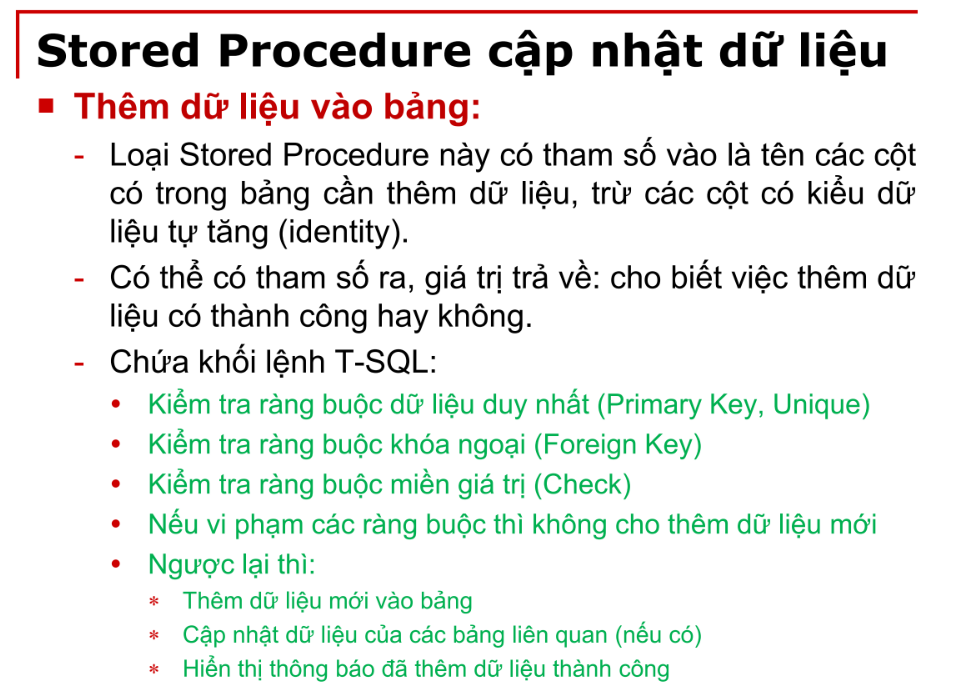 Stored Procedure cập nhật dữ liệu
Thêm dữ liệu vào bảng:
- Loại Stored Procedure này có tham số vào là tên các cột
có trong bảng cần thêm dữ liệu, trừ các cột có kiểu dữ
liệu tự tăng (identity).
- Có thể có tham số ra, giá trị trả về: cho biết việc thêm dữ
liệu có thành công hay không.
- Chứa khối lệnh T-SQL:
• Kiểm tra ràng buộc dữ liệu duy nhất (Primary Key, Unique)
• Kiểm tra ràng buộc khóa ngoại (Foreign Key)
• Kiểm tra ràng buộc miền giá trị (Check)
• Nếu vi phạm các ràng buộc thì không cho thêm dữ liệu mới
• Ngược lại thì:
* Thêm dữ liệu mới vào bảng
* Cập nhật dữ liệu của các bảng liên quan (nếu có)
* Hiển thị thông báo đã thêm dữ liệu thành công